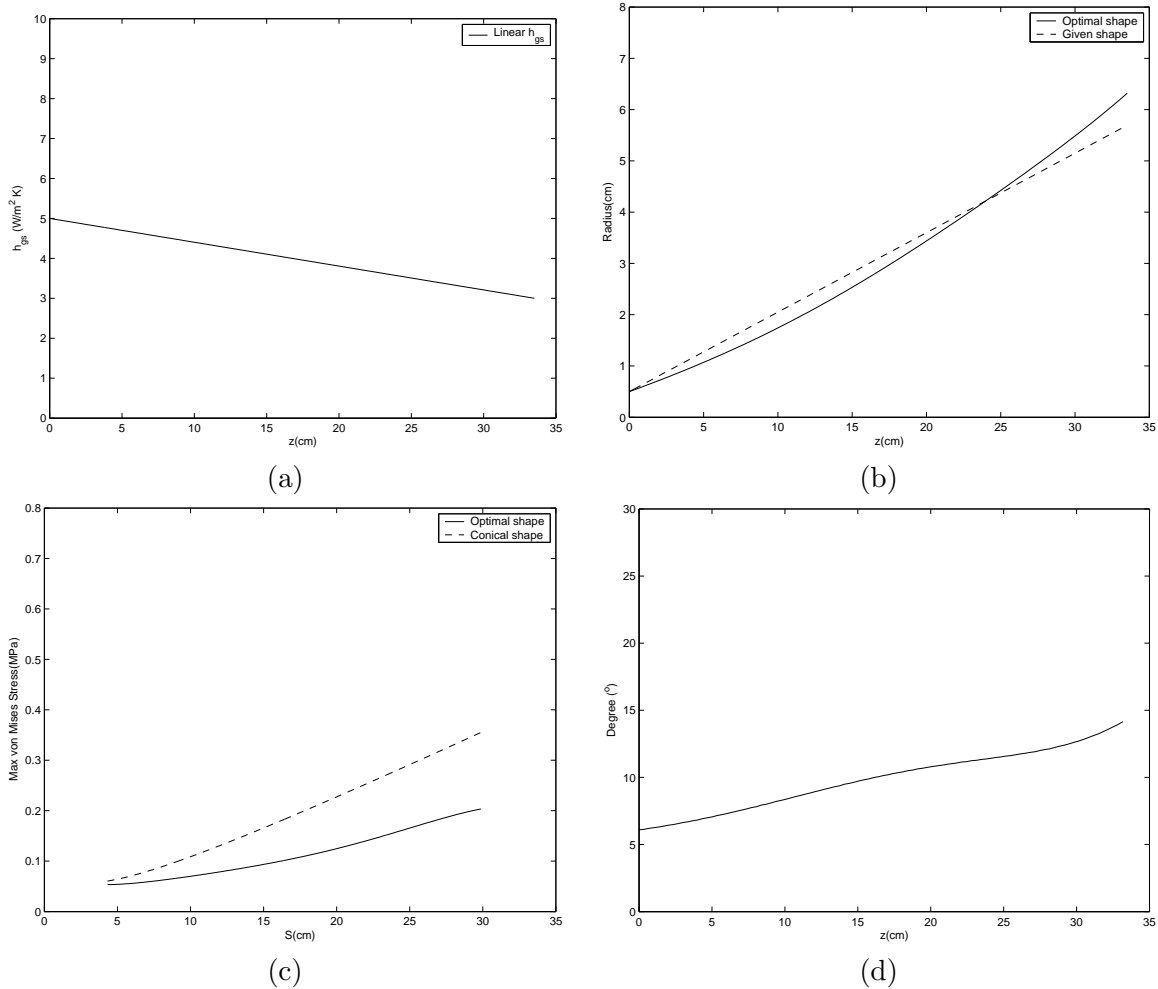 10
9
8
7
6
5
4
3
2
1
0
h_gs (W/m² K)
Linear h_gs
0 5 10 15 20 25 30 35
z(cm)
(a)
8
7
6
5
4
3
2
1
0
Radius(cm)
Optimal shape
Given shape
0 5 10 15 20 25 30 35
z(cm)
(b)
0.8
0.7
0.6
0.5
0.4
0.3
0.2
0.1
0
Max von Mises Stress(MPa)
Optimal shape
Conical shape
0 5 10 15 20 25 30 35
S(cm)
(c)
30
25
20
15
10
5
0
Degree (°)
0 5 10 15 20 25 30 35
z(cm)
(d)